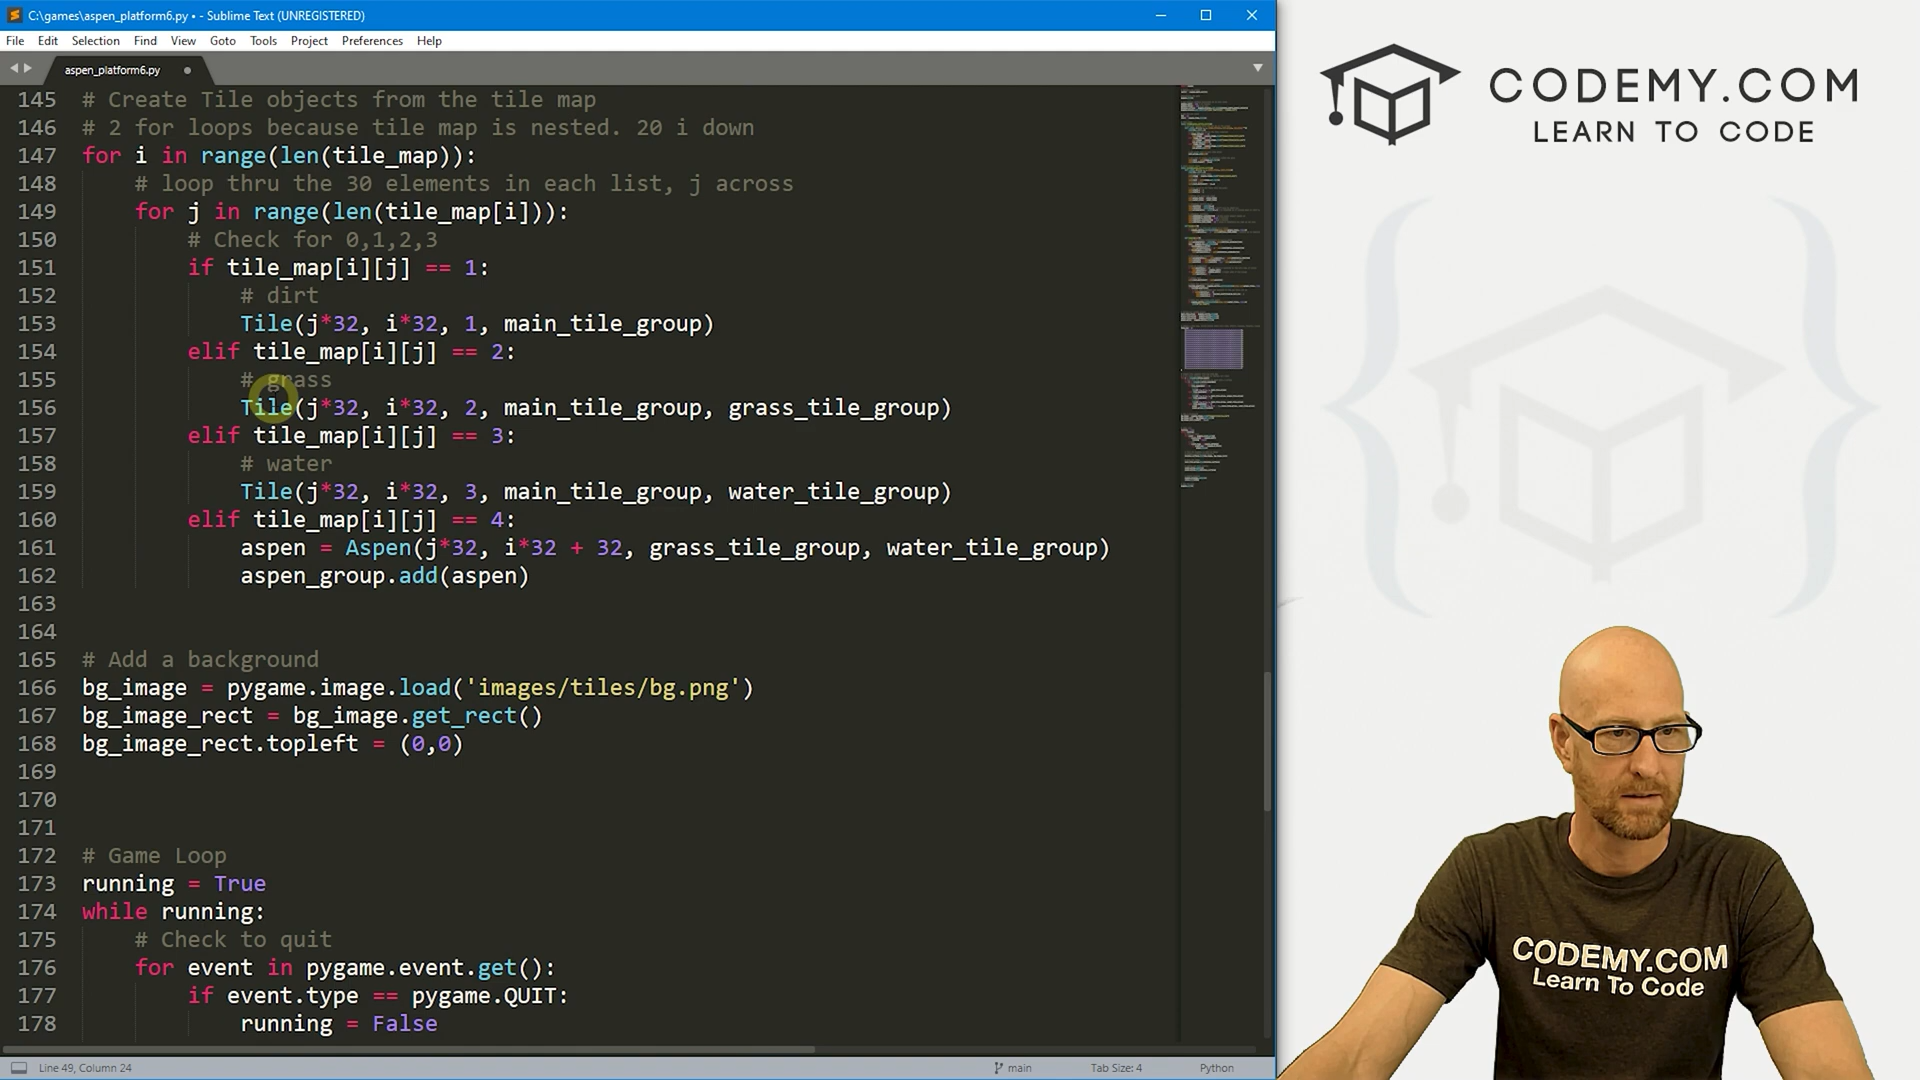 C:\games\aspen_platform6.py • - Sublime Text (UNREGISTERED)
File Edit Selection Find View Goto Tools Project Preferences Help
aspen_platform6.py
145 # Create Tile objects from the tile map
146 # 2 for loops because tile map is nested. 20 i down
147 for i in range(len(tile_map)):
148 # loop thru the 30 elements in each list, j across
149 for j in range(len(tile_map[i])):
150 # Check for 0,1,2,3
151 if tile_map[i][j] == 1:
152 # dirt
153 Tile(j*32, i*32, 1, main_tile_group)
154 elif tile_map[i][j] == 2:
155 # grass
156 Tile(j*32, i*32, 2, main_tile_group, grass_tile_group)
157 elif tile_map[i][j] == 3:
158 # water
159 Tile(j*32, i*32, 3, main_tile_group, water_tile_group)
160 elif tile_map[i][j] == 4:
161 aspen = Aspen(j*32, i*32 + 32, grass_tile_group, water_tile_group)
162 aspen_group.add(aspen)
163
164
165 # Add a background
166 bg_image = pygame.image.load('images/tiles/bg.png')
167 bg_image_rect = bg_image.get_rect()
168 bg_image_rect.topleft = (0,0)
169
170
171
172 # Game Loop
173 running = True
174 while running:
175 # Check to quit
176 for event in pygame.event.get():
177 if event.type == pygame.QUIT:
178 running = False
Line 49, Column 24 main Tab Size: 4 Python
CODEMY.COM
LEARN TO CODE
CODEMY.COM
Learn To Code